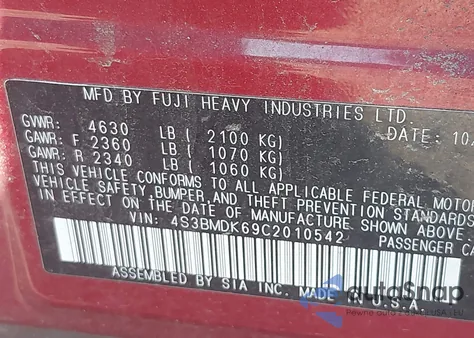 MFD BY FUJI HEAVY INDUSTRIES LTD.
GVWR: 4630 LB ( 2100 KG) DATE: 10/
GAWR: F 2360 LB ( 1070 KG)
GAWR: R 2340 LB ( 1060 KG)
THIS VEHICLE CONFORMS TO ALL APPLICABLE FEDERAL MOTOR
VEHICLE SAFETY, BUMPER, AND THEFT PREVENTION STANDARDS
IN EFFECT ON THE DATE OF MANUFACTURE SHOWN ABOVE.
VIN: 4S3BMDK69C2010542 PASSENGER CA
ASSEMBLED BY SIA INC. MADE IN U.S.A.
autoSnap